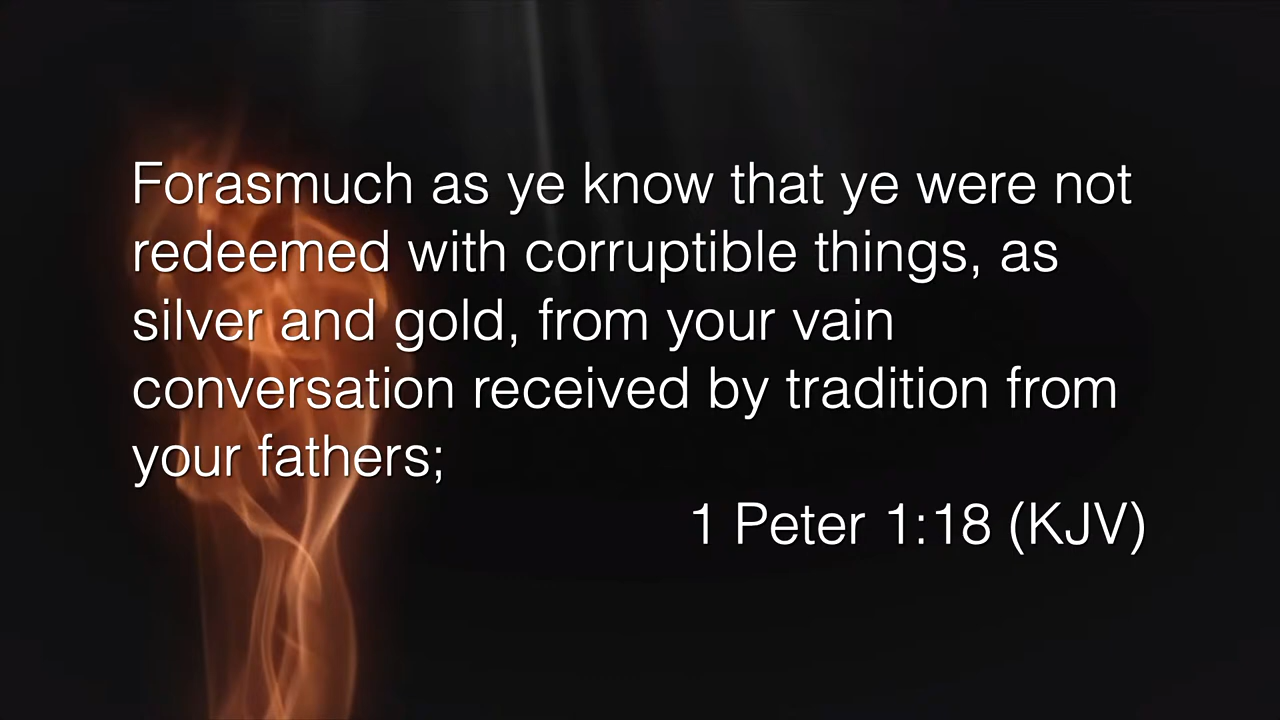 Forasmuch as ye know that ye were not
redeemed with corruptible things, as
silver and gold, from your vain
conversation received by tradition from
your fathers;
1 Peter 1:18 (KJV)